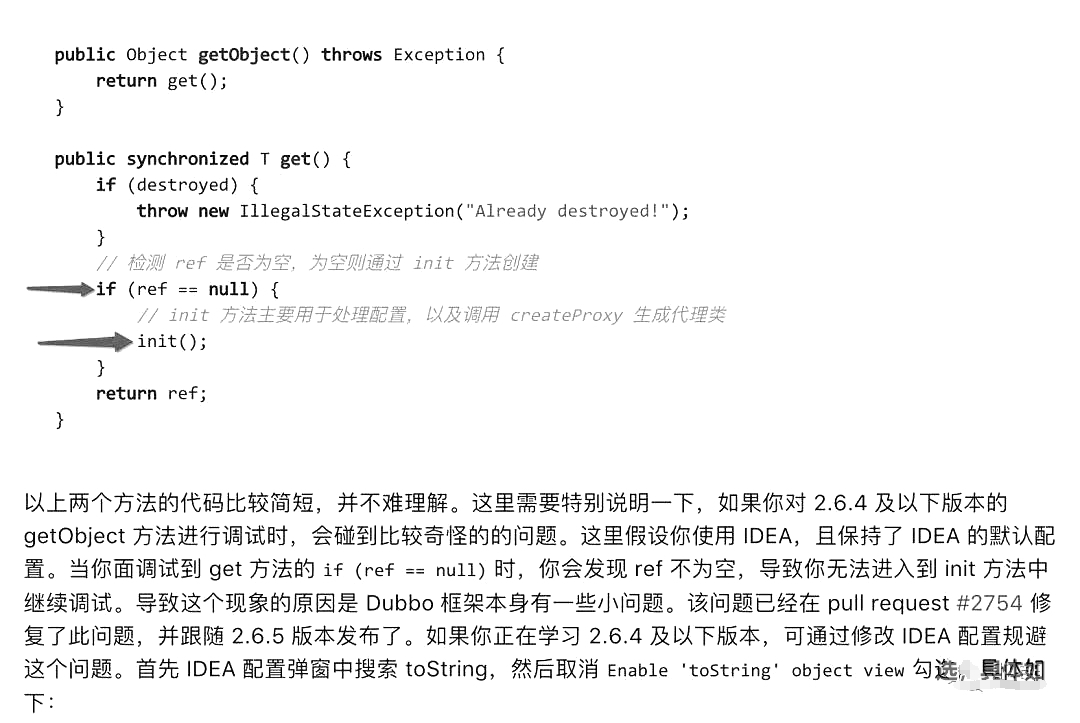 public Object getObject() throws Exception {
return get();
}
public synchronized T get() {
if (destroyed) {
throw new IllegalStateException("Already destroyed!");
}
// 检测 ref 是否为空，为空则通过 init 方法创建
if (ref == null) {
// init 方法主要用于处理配置，以及调用 createProxy 生成代理类
init();
}
return ref;
}
以上两个方法的代码比较简短，并不难理解。这里需要特别说明一下，如果你对 2.6.4 及以下版本的
getObject 方法进行调试时，会碰到比较奇怪的的问题。这里假设你使用 IDEA，且保持了 IDEA 的默认配
置。当你面调试到 get 方法的 if (ref == null) 时，你会发现 ref 不为空，导致你无法进入到 init 方法中
继续调试。导致这个现象的原因是 Dubbo 框架本身有一些小问题。该问题已经在 pull request #2754 修
复了此问题，并跟随 2.6.5 版本发布了。如果你正在学习 2.6.4 及以下版本，可通过修改 IDEA 配置规避
这个问题。首先 IDEA 配置弹窗中搜索 toString，然后取消 Enable 'toString' object view 勾选，具体如
下：